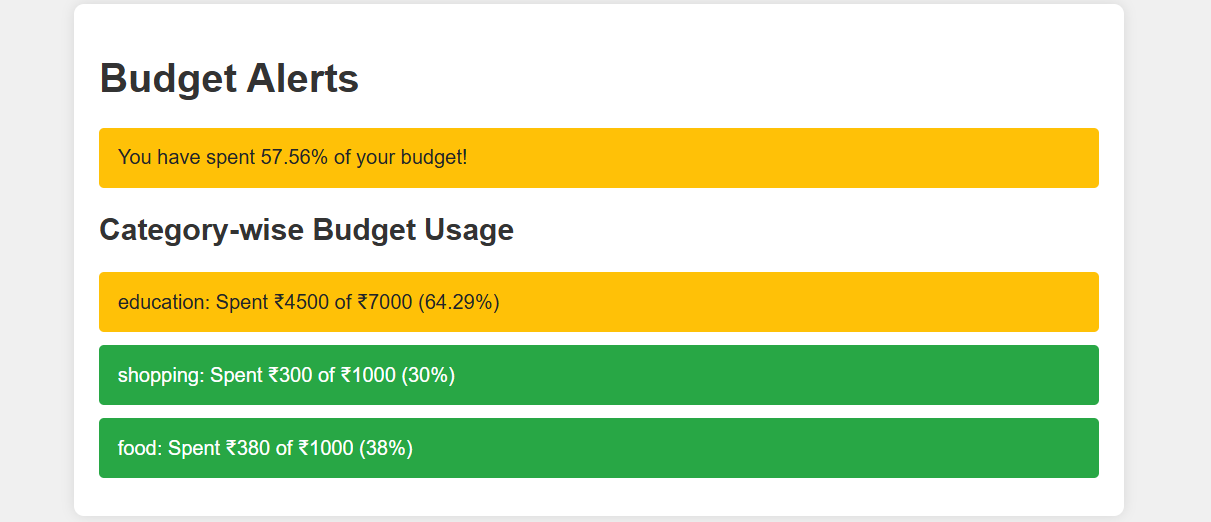 Budget Alerts
You have spent 57.56% of your budget!
Category-wise Budget Usage
education: Spent ₹4500 of ₹7000 (64.29%)
shopping: Spent ₹300 of ₹1000 (30%)
food: Spent ₹380 of ₹1000 (38%)